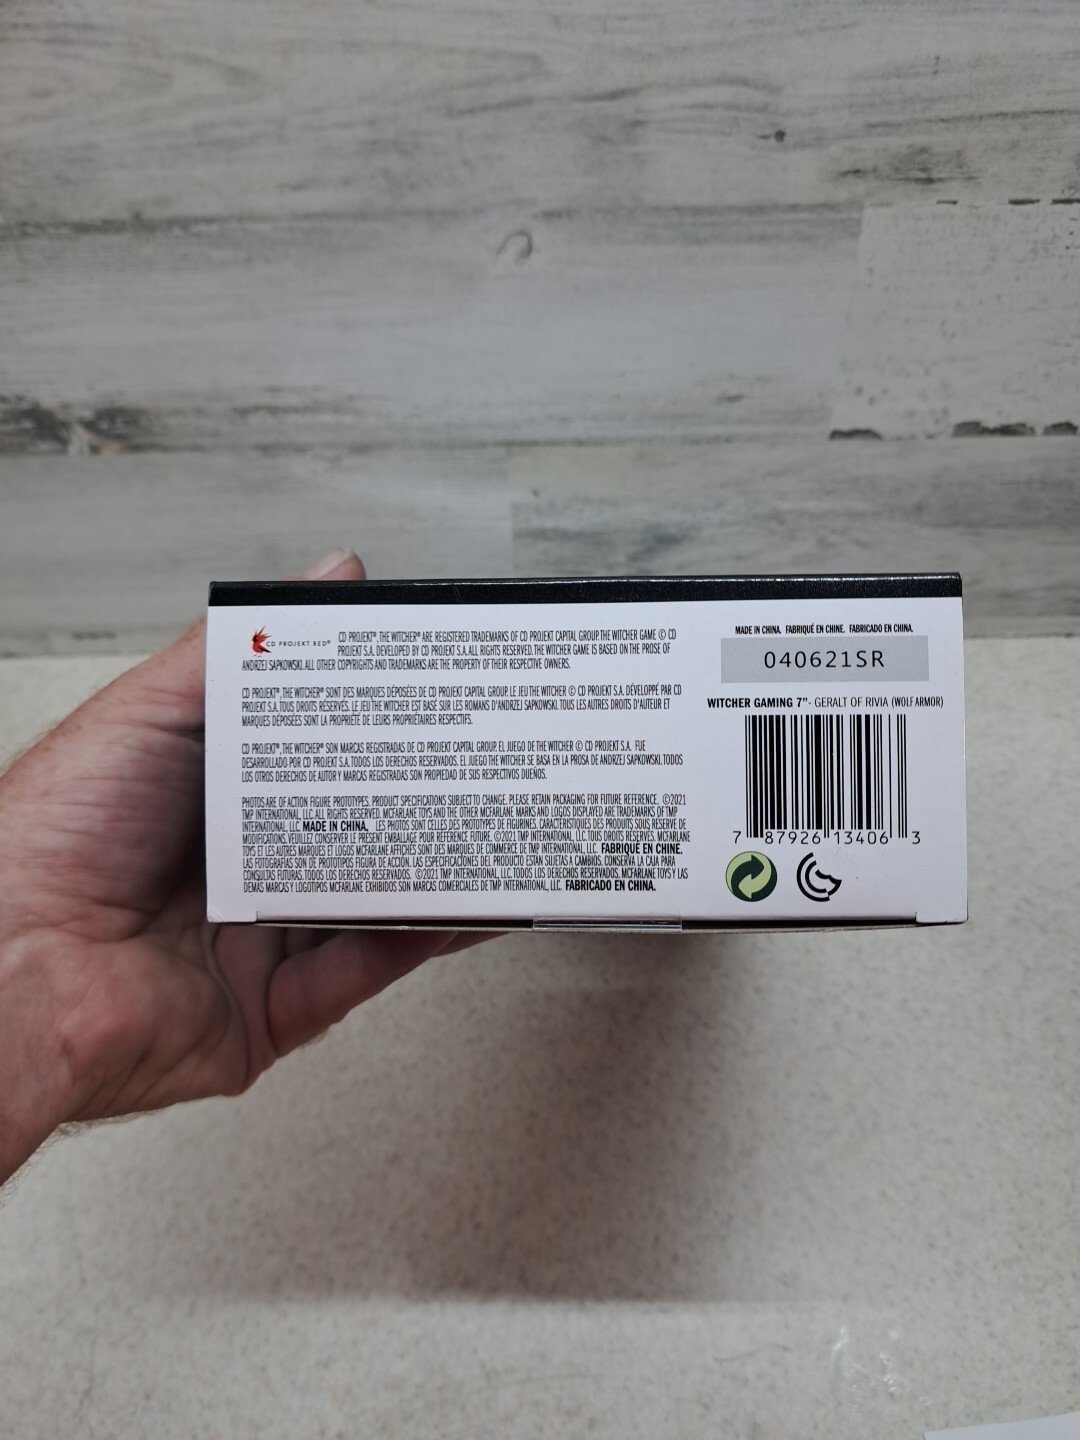 CD PROJEKT RED®
CD PROJEKT®, THE WITCHER® ARE REGISTERED TRADEMARKS OF CD PROJEKT CAPITAL GROUP. THE WITCHER GAME © CD
PROJEKT S.A. DEVELOPED BY CD PROJEKT S.A. ALL RIGHTS RESERVED. THE WITCHER GAME IS BASED ON THE PROSE OF
ANDRZEJ SAPKOWSKI. ALL OTHER COPYRIGHTS AND TRADEMARKS ARE THE PROPERTY OF THEIR RESPECTIVE OWNERS.
CD PROJEKT®, THE WITCHER® SONT DES MARQUES DÉPOSÉES DE CD PROJEKT CAPITAL GROUP. LE JEU THE WITCHER © CD PROJEKT S.A. DÉVELOPPÉ PAR CD
PROJEKT S.A. TOUS DROITS RÉSERVÉS. LE JEU THE WITCHER EST BASÉ SUR LES ROMANS D'ANDRZEJ SAPKOWSKI. TOUS LES AUTRES DROITS D'AUTEUR ET
MARQUES DÉPOSÉES SONT LA PROPRIÉTÉ DE LEURS PROPRIÉTAIRES RESPECTIFS.
CD PROJEKT®, THE WITCHER® SON MARCAS REGISTRADAS DE CD PROJEKT CAPITAL GROUP. EL JUEGO DE THE WITCHER © CD PROJEKT S.A. FUE
DESARROLLADO POR CD PROJEKT S.A. TODOS LOS DERECHOS RESERVADOS. EL JUEGO THE WITCHER SE BASA EN LA PROSA DE ANDRZEJ SAPKOWSKI. TODOS
LOS OTROS DERECHOS DE AUTOR Y MARCAS REGISTRADAS SON PROPIEDAD DE SUS RESPECTIVOS DUEÑOS.
PHOTOS ARE OF ACTION FIGURE PROTOTYPES. PRODUCT SPECIFICATIONS SUBJECT TO CHANGE. PLEASE RETAIN PACKAGING FOR FUTURE REFERENCE. ©2021
TMP INTERNATIONAL, LLC. ALL RIGHTS RESERVED. MCFARLANE TOYS AND THE OTHER MCFARLANE MARKS AND LOGOS DISPLAYED ARE TRADEMARKS OF TMP
INTERNATIONAL, LLC. MADE IN CHINA. LES PHOTOS SONT CELLES DES PROTOTYPES DE FIGURINES. CARACTÉRISTIQUES DES PRODUITS SOUS RÉSERVE DE
MODIFICATIONS. VEUILLEZ CONSERVER LE PRÉSENT EMBALLAGE POUR RÉFÉRENCE FUTURE. ©2021 TMP INTERNATIONAL, LLC. TOUS DROITS RÉSERVÉS. MCFARLANE
TOYS ET LES AUTRES MARQUES ET LOGOS MCFARLANE AFFICHÉS SONT DES MARQUES DE COMMERCE DE TMP INTERNATIONAL, LLC. FABRIQUÉ EN CHINE.
LAS FOTOGRAFÍAS SON DE PROTOTIPOS FIGURA DE ACCIÓN. LAS ESPECIFICACIONES DEL PRODUCTO ESTÁN SUJETAS A CAMBIOS. CONSERVA LA CAJA PARA
CONSULTAS FUTURAS. TODOS LOS DERECHOS RESERVADOS. ©2021 TMP INTERNATIONAL, LLC. TODOS LOS DERECHOS RESERVADOS. MCFARLANE TOYS Y LAS
DEMÁS MARCAS Y LOGOTIPOS MCFARLANE EXHIBIDOS SON MARCAS COMERCIALES DE TMP INTERNATIONAL, LLC. FABRICADO EN CHINA.
MADE IN CHINA. FABRIQUÉ EN CHINE. FABRICADO EN CHINA.
040621SR
WITCHER GAMING 7" - GERALT OF RIVIA (WOLF ARMOR)
7 87926 13406 3